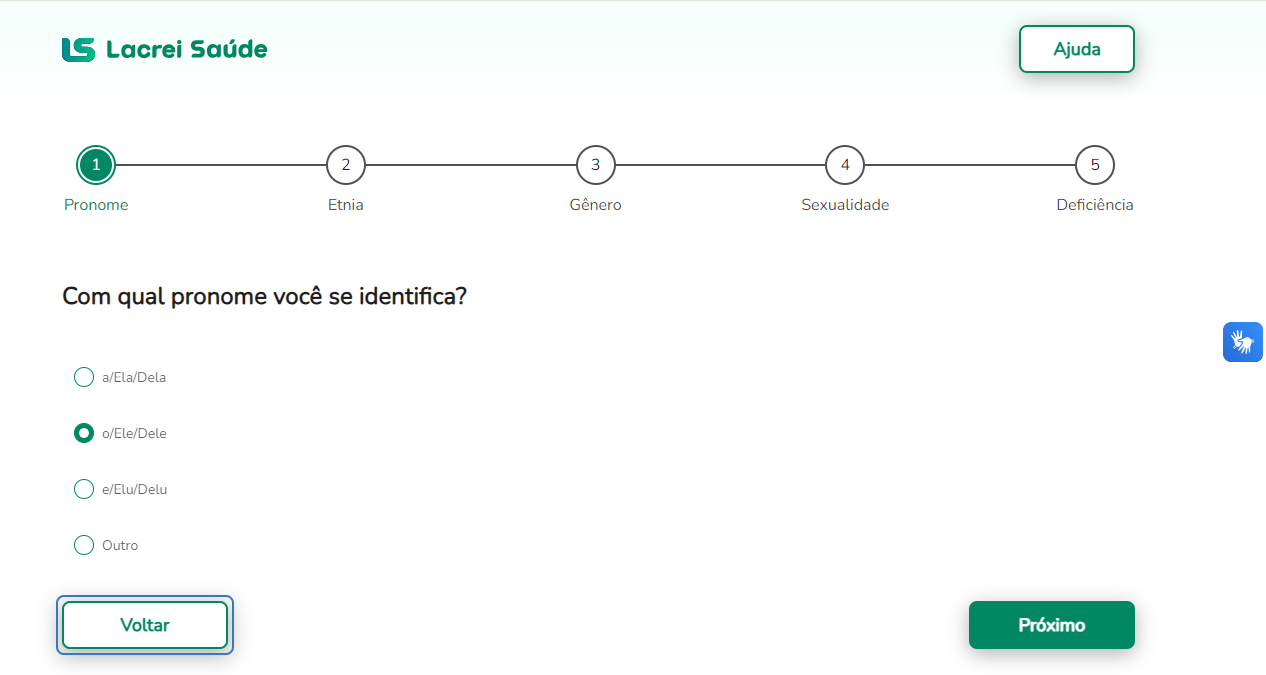 LS Lacrei Saúde
Ajuda
1 2 3 4 5
Pronome Etnia Gênero Sexualidade Deficiência
Com qual pronome você se identifica?
a/Ela/Dela
o/Ele/Dele
e/Elu/Delu
Outro
Voltar Próximo